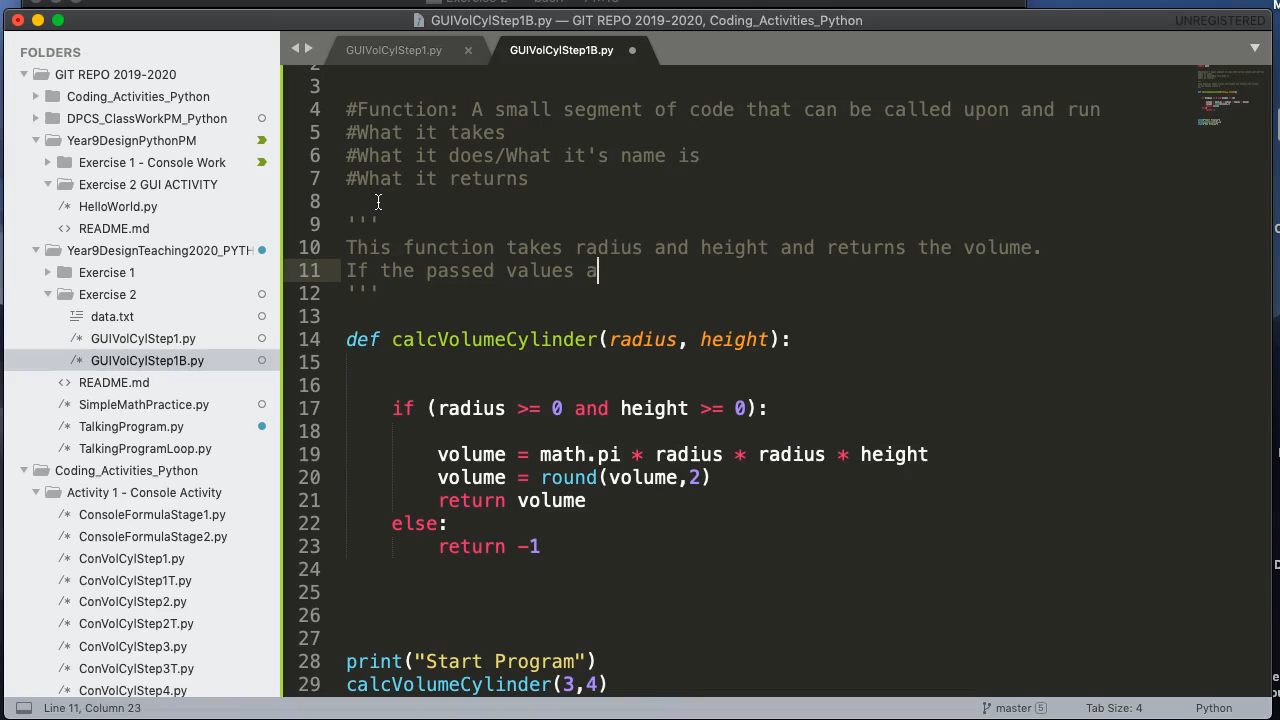 GUIVolCylStep1B.py — GIT REPO 2019-2020, Coding_Activities_Python
UNREGISTERED
FOLDERS
GIT REPO 2019-2020
Coding_Activities_Python
DPCS_ClassWorkPM_Python
Year9DesignPythonPM
Exercise 1 - Console Work
Exercise 2 GUI ACTIVITY
HelloWorld.py
README.md
Year9DesignTeaching2020_PYTH
Exercise 1
Exercise 2
data.txt
GUIVolCylStep1.py
GUIVolCylStep1B.py
README.md
SimpleMathPractice.py
TalkingProgram.py
TalkingProgramLoop.py
Coding_Activities_Python
Activity 1 - Console Activity
ConsoleFormulaStage1.py
ConsoleFormulaStage2.py
ConVolCylStep1.py
ConVolCylStep1T.py
ConVolCylStep2.py
ConVolCylStep2T.py
ConVolCylStep3.py
ConVolCylStep3T.py
ConVolCylStep4.py
GUIVolCylStep1.py ×
GUIVolCylStep1B.py
2
3
4 #Function: A small segment of code that can be called upon and run
5 #What it takes
6 #What it does/What it's name is
7 #What it returns
8
9 '''
10 This function takes radius and height and returns the volume.
11 If the passed values a
12 '''
13
14 def calcVolumeCylinder(radius, height):
15
16
17 if (radius >= 0 and height >= 0):
18
19 volume = math.pi * radius * radius * height
20 volume = round(volume,2)
21 return volume
22 else:
23 return -1
24
25
26
27
28 print("Start Program")
29 calcVolumeCylinder(3,4)
Line 11, Column 23
master 5
Tab Size: 4
Python